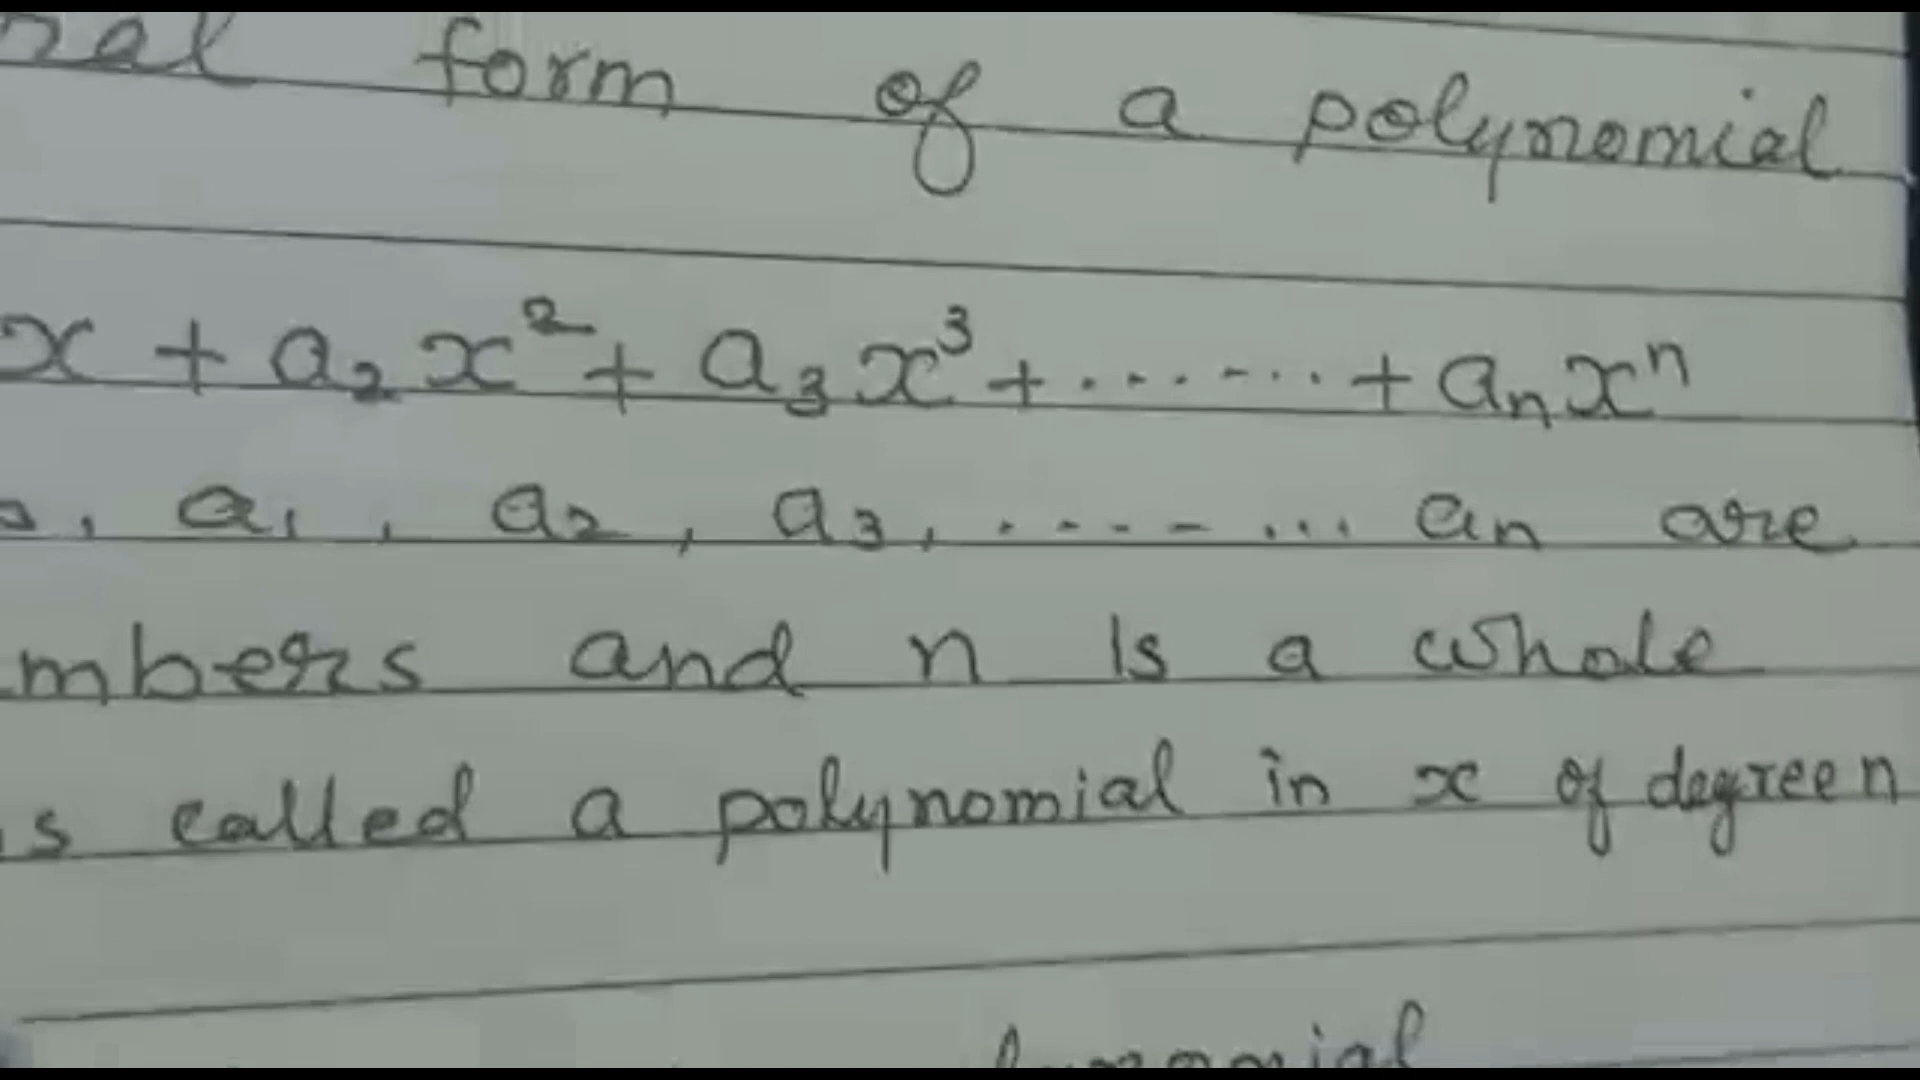 form of a polynomial
x + a₂x² + a₃x³ + ........ + aₙxⁿ
, a₁, a₂, a₃, ........ an are
mbers and n is a whole
s called a polynomial in x of degree n